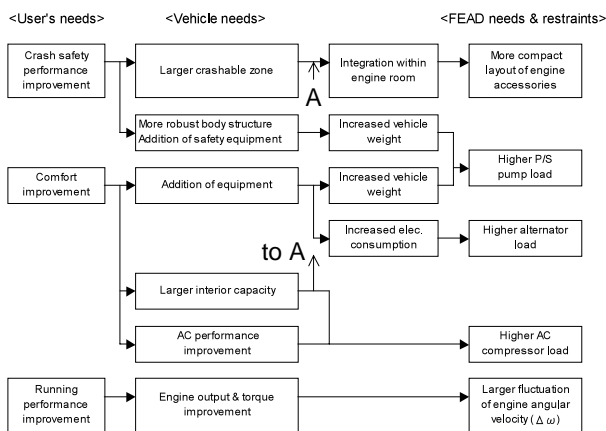 <User's needs> <Vehicle needs> <FEAD needs & restraints>
Crash safety
performance
improvement
Larger crashable zone
Integration within
engine room
More compact
layout of engine
accessories
A
More robust body structure
Addition of safety equipment
Increased vehicle
weight
Higher P/S
pump load
Comfort
improvement
Addition of equipment
Increased vehicle
weight
Increased elec.
consumption
Higher alternator
load
to A
Larger interior capacity
AC performance
improvement
Higher AC
compressor load
Running
performance
improvement
Engine output & torque
improvement
Larger fluctuation
of engine angular
velocity (Δω)